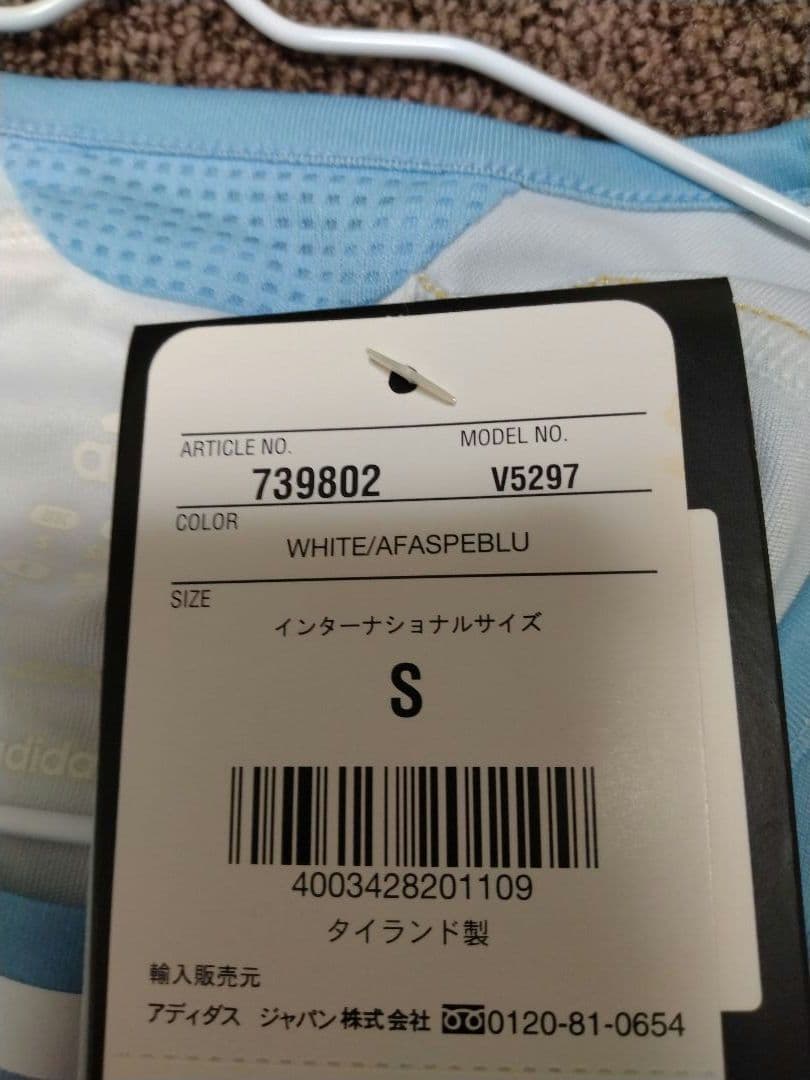 ARTICLE NO. MODEL NO.
739802 V5297
COLOR
WHITE/AFASPEBLU
SIZE
インターナショナルサイズ
S
4003428201109
タイランド製
輸入販売元
アディダス ジャパン株式会社 0120-81-0654
adida